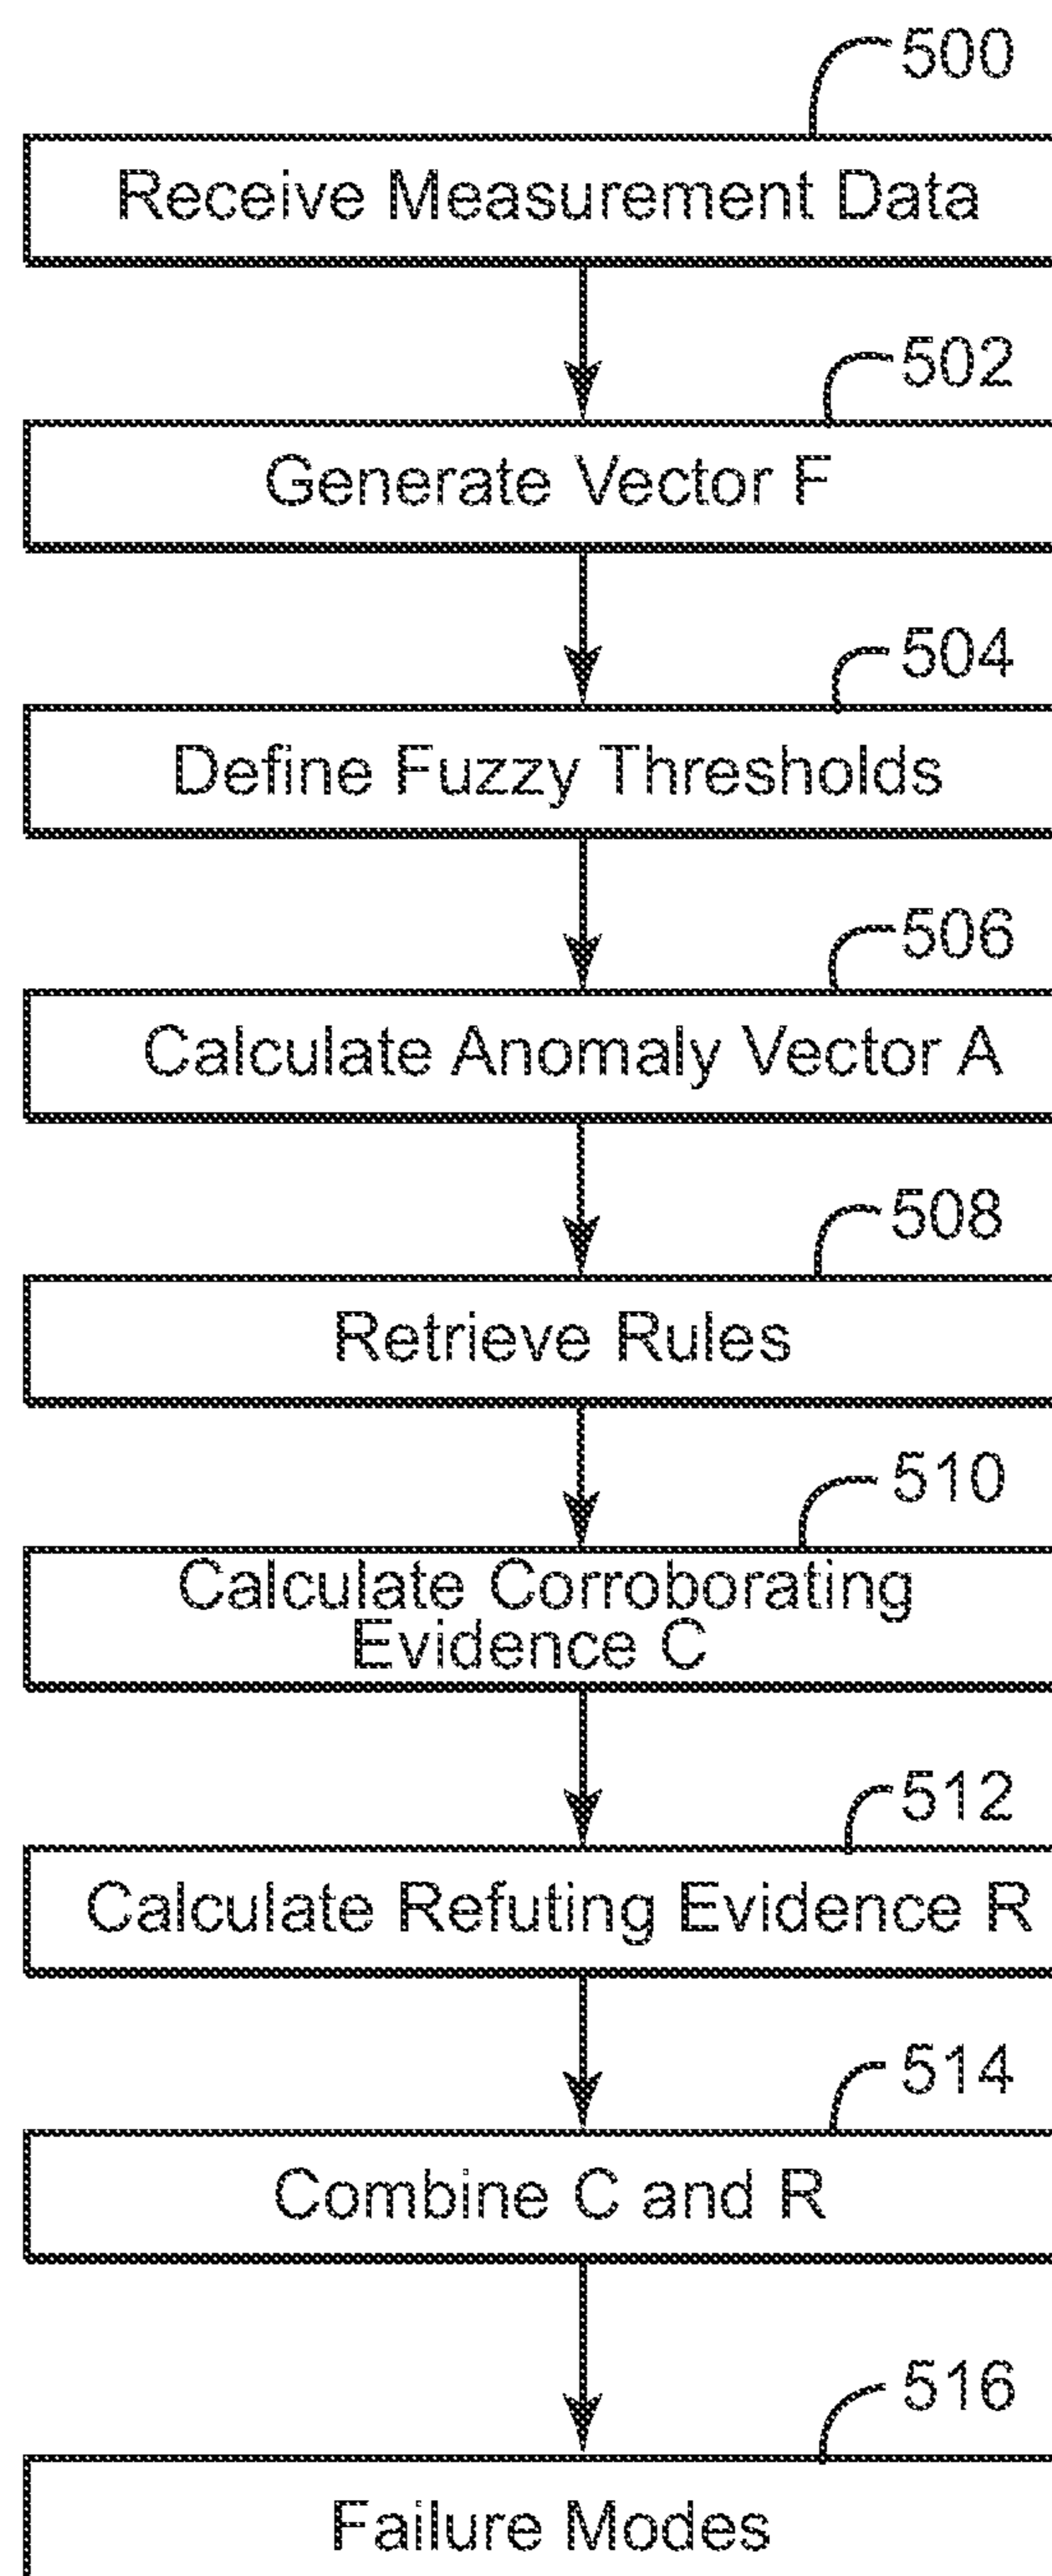 500
Receive Measurement Data
502
Generate Vector F
504
Define Fuzzy Thresholds
506
Calculate Anomaly Vector A
508
Retrieve Rules
510
Calculate Corroborating
Evidence C
512
Calculate Refuting Evidence R
514
Combine C and R
516
Failure Modes